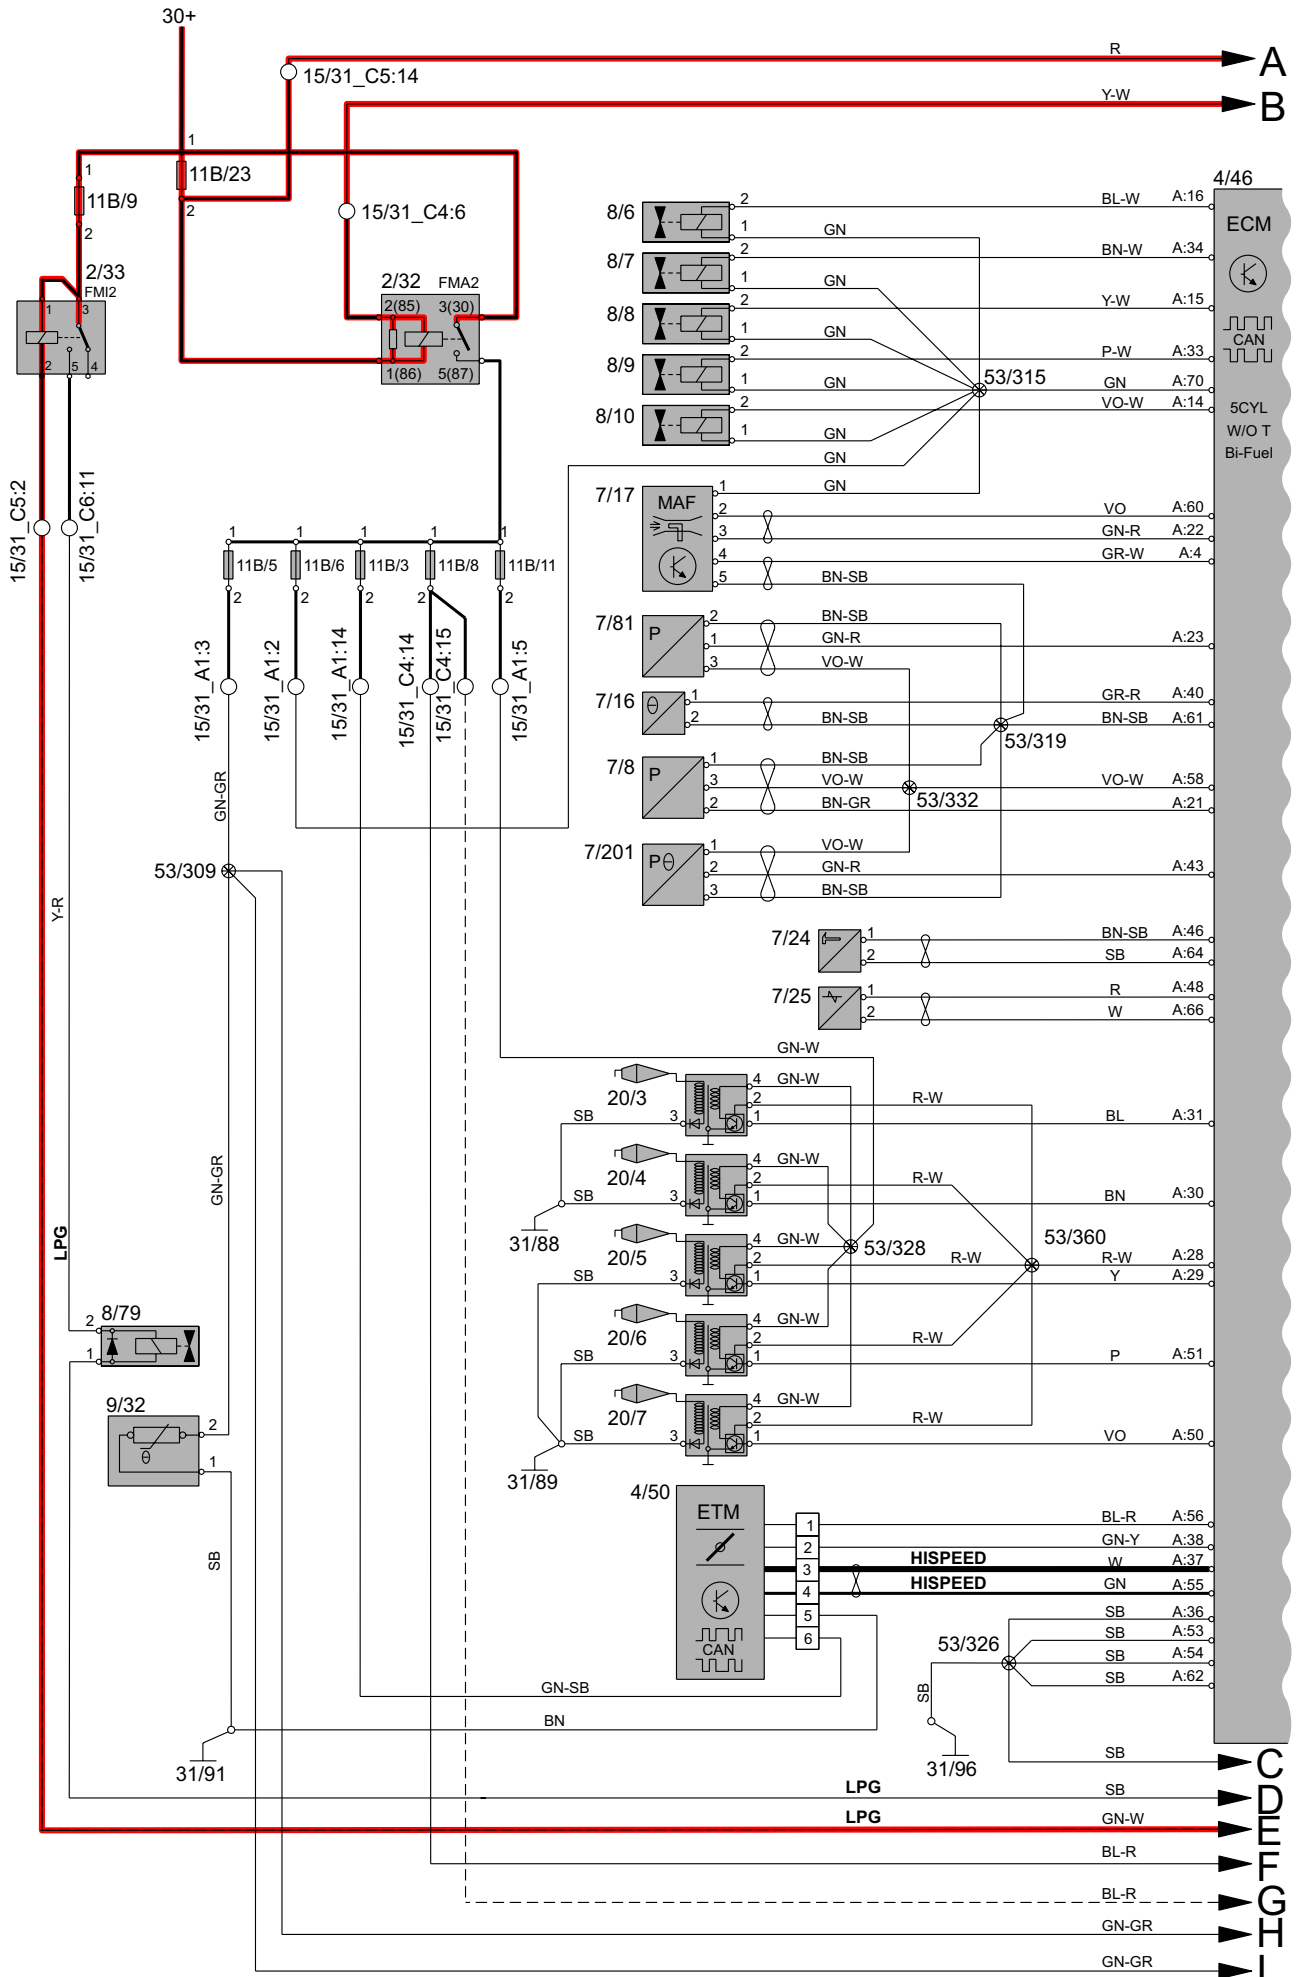 30+
R
A
15/31_C5:14
Y-W
B
1
11B/23
2
1
11B/9
2
15/31_C4:6
2/33
FMI2
1
3
2
5
4
2/32
FMA2
2(85)
3(30)
1(86)
5(87)
4/46
ECM
CAN
5CYL
W/O T
Bi-Fuel
8/6
2
BL-W
A:16
1
GN
8/7
2
BN-W
A:34
1
GN
8/8
2
Y-W
A:15
1
GN
8/9
2
P-W
A:33
53/315
1
GN
GN
A:70
8/10
2
VO-W
A:14
1
GN
GN
7/17
MAF
1
GN
2
VO
A:60
3
GN-R
A:22
4
GR-W
A:4
5
BN-SB
15/31_C5:2
15/31_C6:11
1
1
1
1
1
11B/5
11B/6
11B/3
11B/8
11B/11
2
2
2
2
2
15/31_A1:3
15/31_A1:2
15/31_A1:14
15/31_C4:14
15/31_C4:15
15/31_A1:5
7/81
P
2
BN-SB
1
GN-R
A:23
3
VO-W
7/16
θ
1
GR-R
A:40
2
BN-SB
BN-SB
A:61
53/319
7/8
P
1
BN-SB
3
VO-W
VO-W
A:58
53/332
2
BN-GR
A:21
7/201
Pθ
1
VO-W
2
GN-R
A:43
3
BN-SB
GN-GR
53/309
Y-R
7/24
1
BN-SB
A:46
2
SB
A:64
7/25
1
R
A:48
2
W
A:66
GN-W
20/3
4
GN-W
2
R-W
SB
3
1
BL
A:31
20/4
4
GN-W
2
R-W
SB
3
1
BN
A:30
31/88
GN-GR
LPG
20/5
4
GN-W
53/328
53/360
2
R-W
R-W
A:28
SB
3
1
Y
A:29
20/6
4
GN-W
2
R-W
SB
3
1
P
A:51
20/7
4
GN-W
2
R-W
SB
3
1
VO
A:50
31/89
8/79
2
1
9/32
2
θ
1
SB
4/50
ETM
CAN
1
BL-R
A:56
2
GN-Y
A:38
3
HISPEED
W
A:37
4
HISPEED
GN
A:55
5
6
SB
A:36
SB
A:53
53/326
SB
A:54
SB
A:62
SB
GN-SB
BN
31/91
31/96
SB
C
LPG
SB
D
LPG
GN-W
E
BL-R
F
BL-R
G
GN-GR
H
GN-GR
I